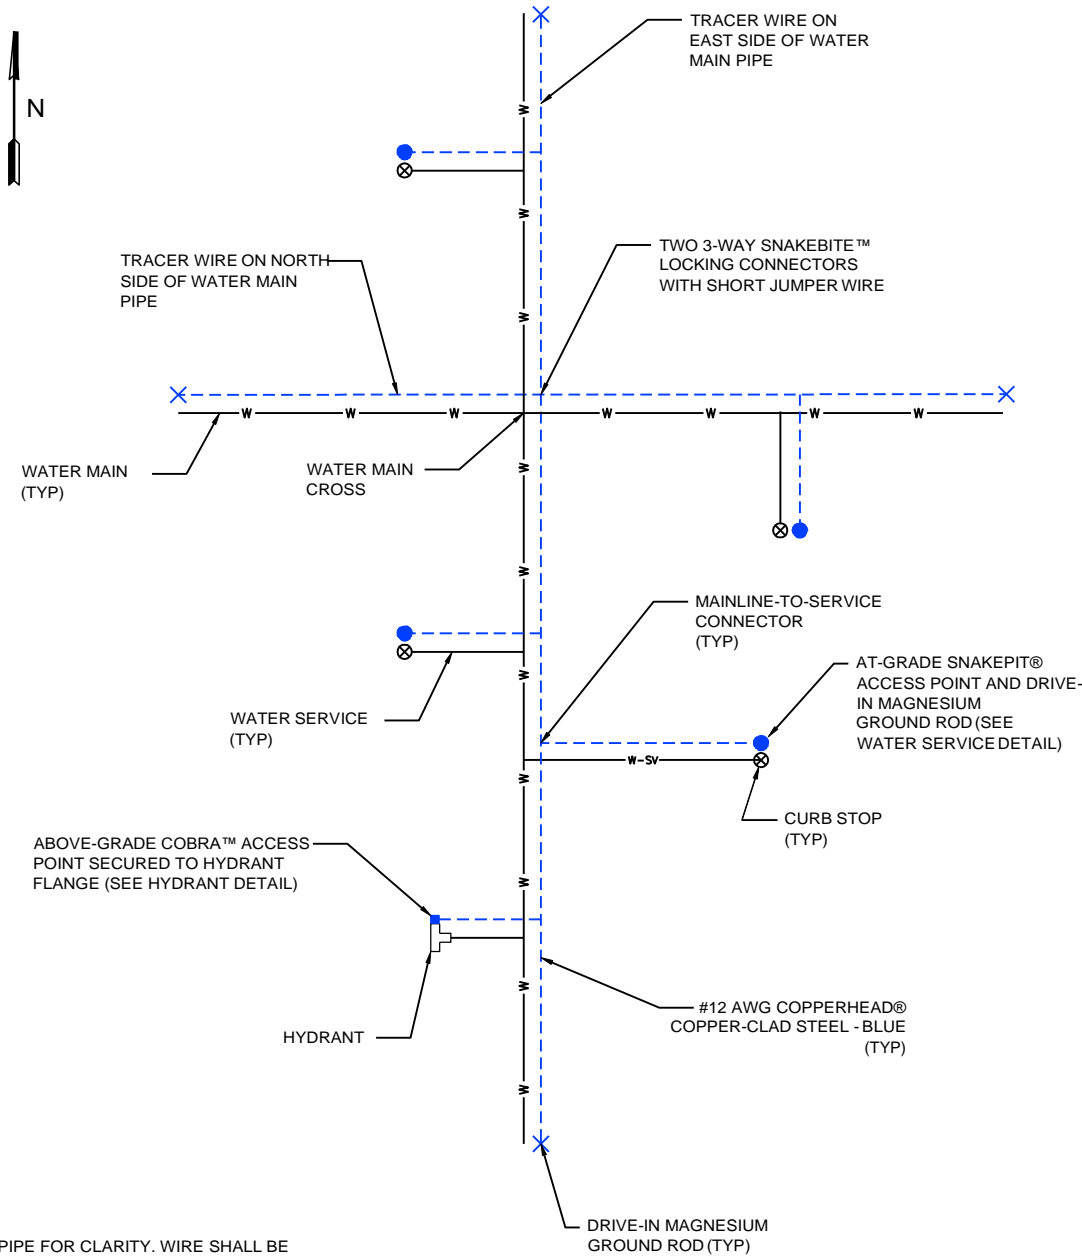 TRACER WIRE ON
EAST SIDE OF WATER
MAIN PIPE
N
W
W
TRACER WIRE ON NORTH
SIDE OF WATER MAIN
PIPE
TWO 3-WAY SNAKEBITE™
LOCKING CONNECTORS
WITH SHORT JUMPER WIRE
W
W
W
W
W
W
W
W
WATER MAIN
(TYP)
WATER MAIN
CROSS
W
W
MAINLINE-TO-SERVICE
CONNECTOR
(TYP)
W
AT-GRADE SNAKEPIT®
ACCESS POINT AND DRIVE-
IN MAGNESIUM
GROUND ROD (SEE
WATER SERVICE DETAIL)
WATER SERVICE
(TYP)
W-SV
W
CURB STOP
(TYP)
ABOVE-GRADE COBRA™ ACCESS
POINT SECURED TO HYDRANT
FLANGE (SEE HYDRANT DETAIL)
W
W
HYDRANT
#12 AWG COPPERHEAD®
COPPER-CLAD STEEL - BLUE
(TYP)
W
DRIVE-IN MAGNESIUM
GROUND ROD (TYP)
PIPE FOR CLARITY. WIRE SHALL BE